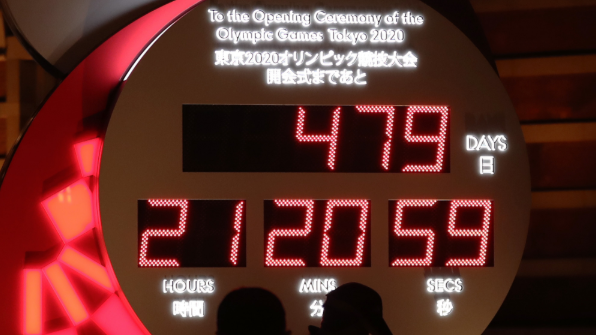 To the Opening Ceremony of the
Olympic Games Tokyo 2020
東京2020オリンピック競技大会
開会式まであと
479
DAYS
日
21 20 59
HOURS MINS SECS
時間 分 秒